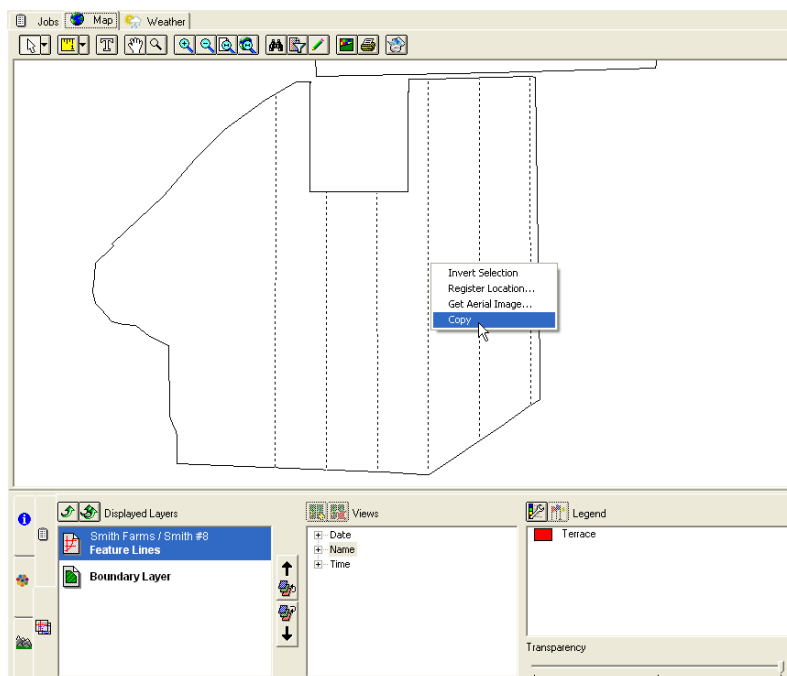 Jobs Map Weather
Invert Selection
Register Location...
Get Aerial Image...
Copy
Displayed Layers
Smith Farms / Smith #8
Feature Lines
Boundary Layer
Views
Date
Name
Time
Legend
Terrace
Transparency